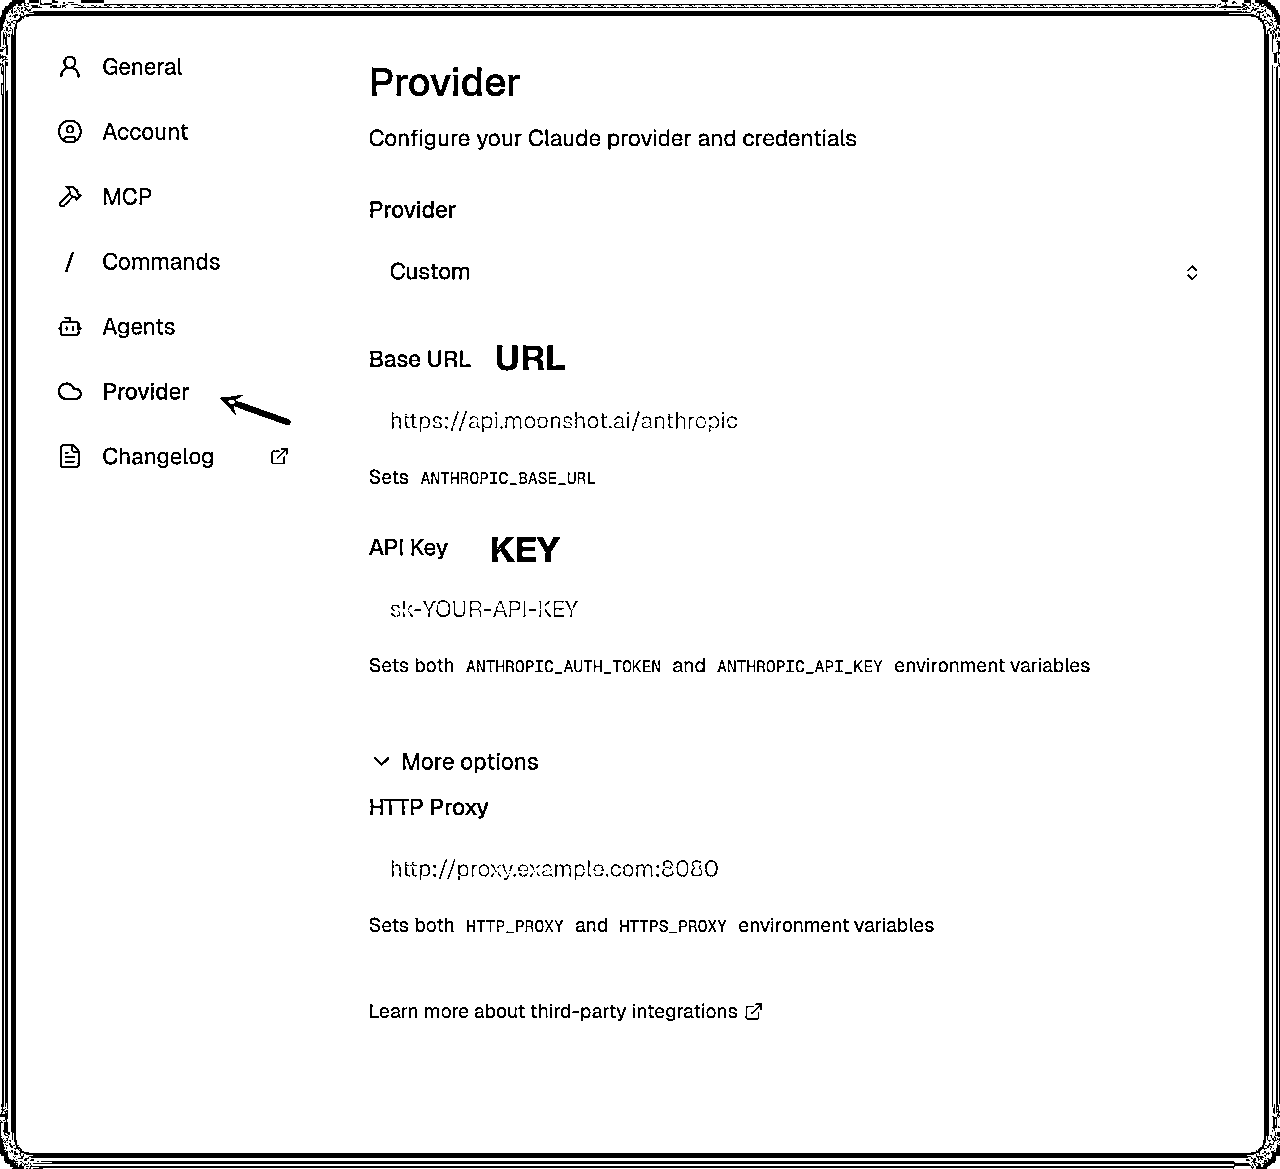 General
Account
MCP
Commands
Agents
Provider
Changelog
Provider
Configure your Claude provider and credentials
Provider
Custom
Base URL URL
https://api.moonshot.ai/anthropic
Sets ANTHROPIC_BASE_URL
API Key KEY
sk-YOUR-API-KEY
Sets both ANTHROPIC_AUTH_TOKEN and ANTHROPIC_API_KEY environment variables
More options
HTTP Proxy
http://proxy.example.com:8080
Sets both HTTP_PROXY and HTTPS_PROXY environment variables
Learn more about third-party integrations